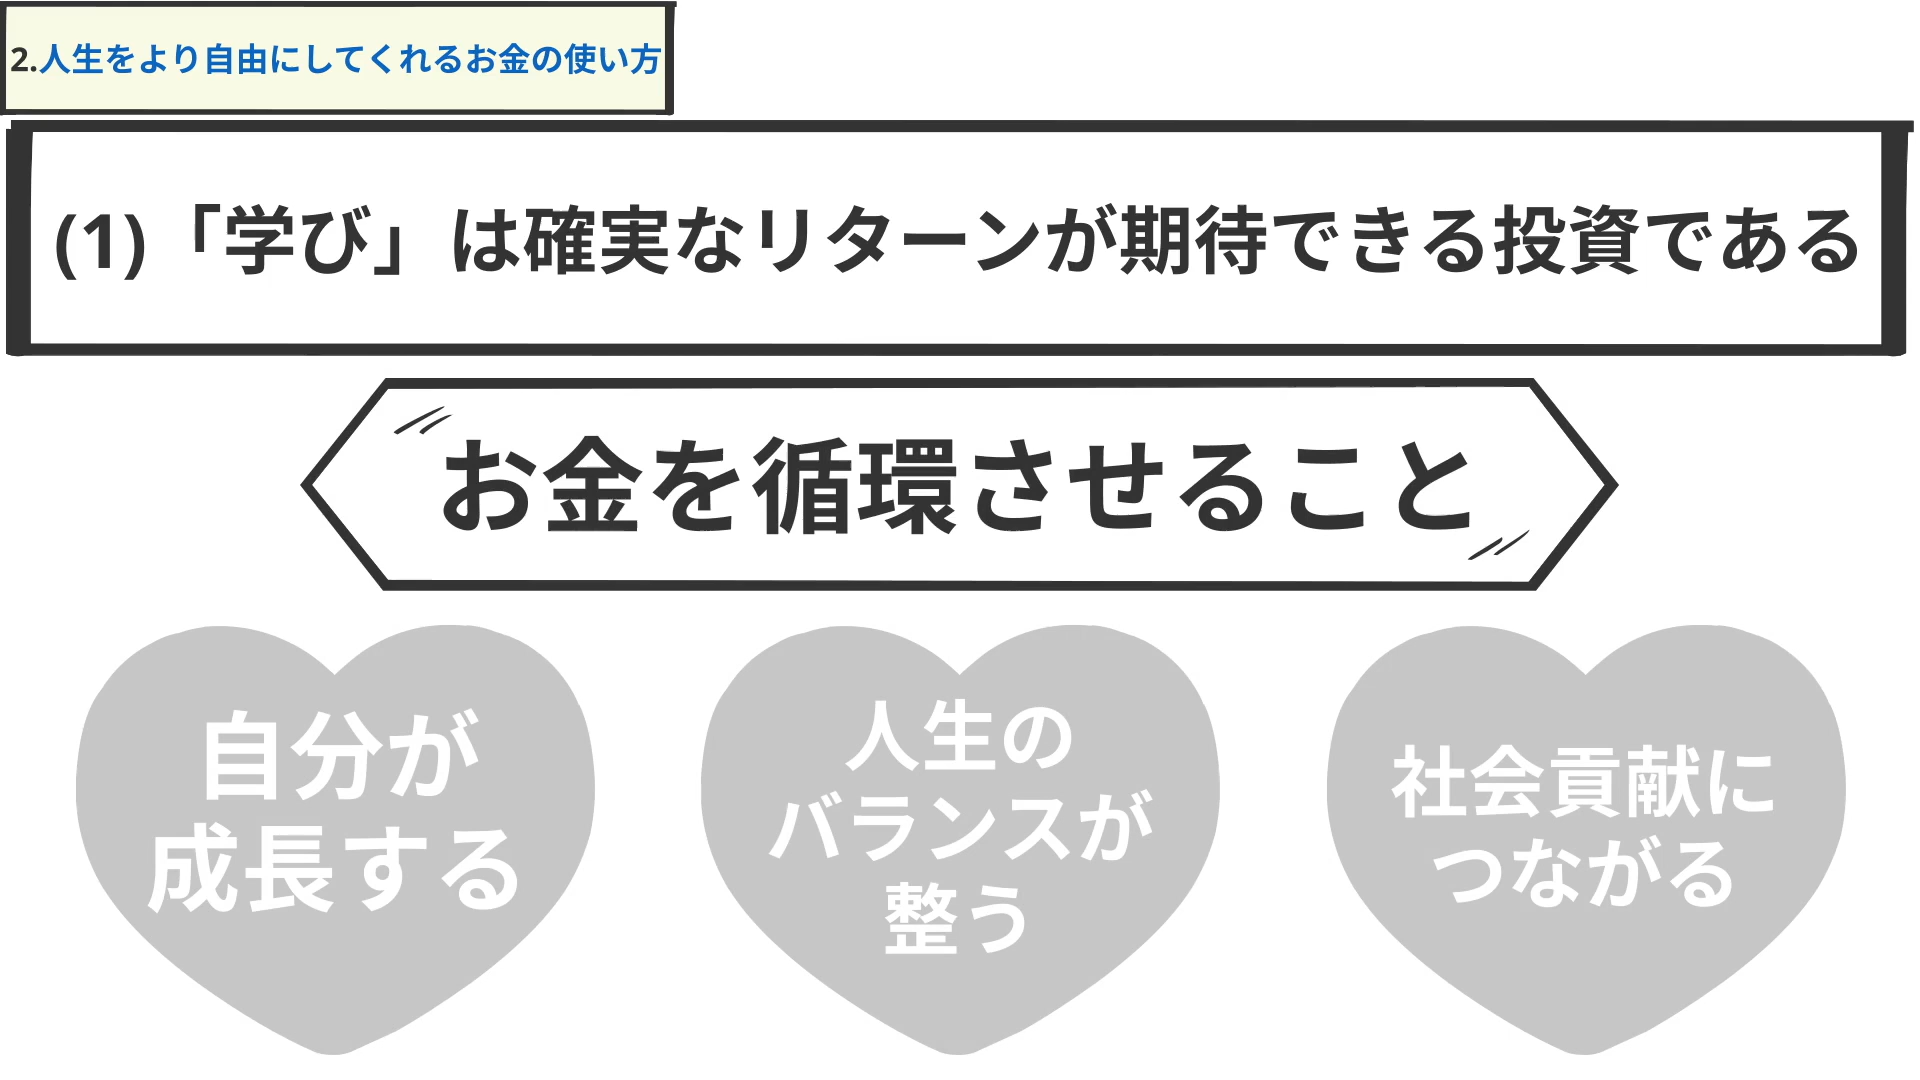 2.人生をより自由にしてくれるお金の使い方
(1)「学び」は確実なリターンが期待できる投資である
お金を循環させること
自分が
成長する
人生の
バランスが
整う
社会貢献に
つながる